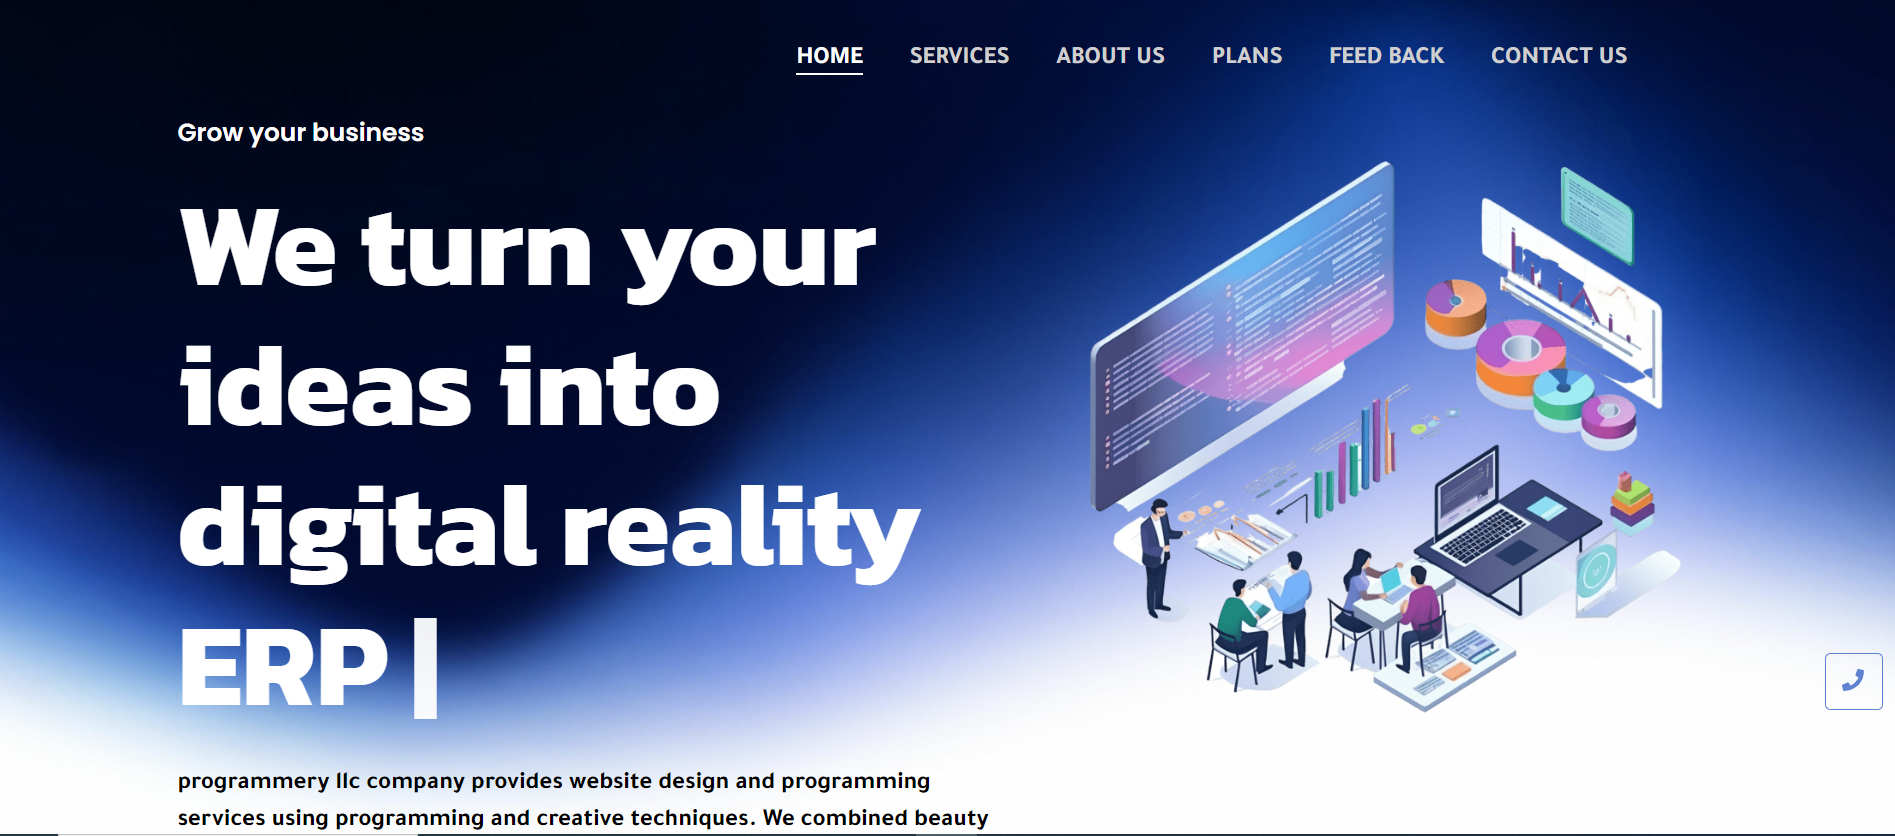 HOME SERVICES ABOUT US PLANS FEED BACK CONTACT US
Grow your business
We turn your
ideas into
digital reality
ERP |
programmery llc company provides website design and programming
services using programming and creative techniques. We combined beauty